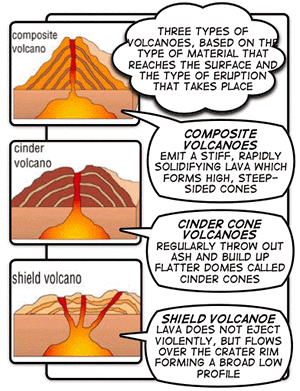 composite
volcano
THREE TYPES OF
VOLCANOES, BASED ON THE
TYPE OF MATERIAL THAT
REACHES THE SURFACE AND
THE TYPE OF ERUPTION
THAT TAKES PLACE
COMPOSITE
VOLCANOES
EMIT A STIFF, RAPIDLY
SOLIDIFYING LAVA WHICH
FORMS HIGH, STEEP-
SIDED CONES
cinder
volcano
CINDER CONE
VOLCANOES
REGULARLY THROW OUT
ASH AND BUILD UP
FLATTER DOMES CALLED
CINDER CONES
shield volcano
SHIELD VOLCANOE
LAVA DOES NOT EJECT
VIOLENTLY, BUT FLOWS
OVER THE CRATER RIM
FORMING A BROAD LOW
PROFILE